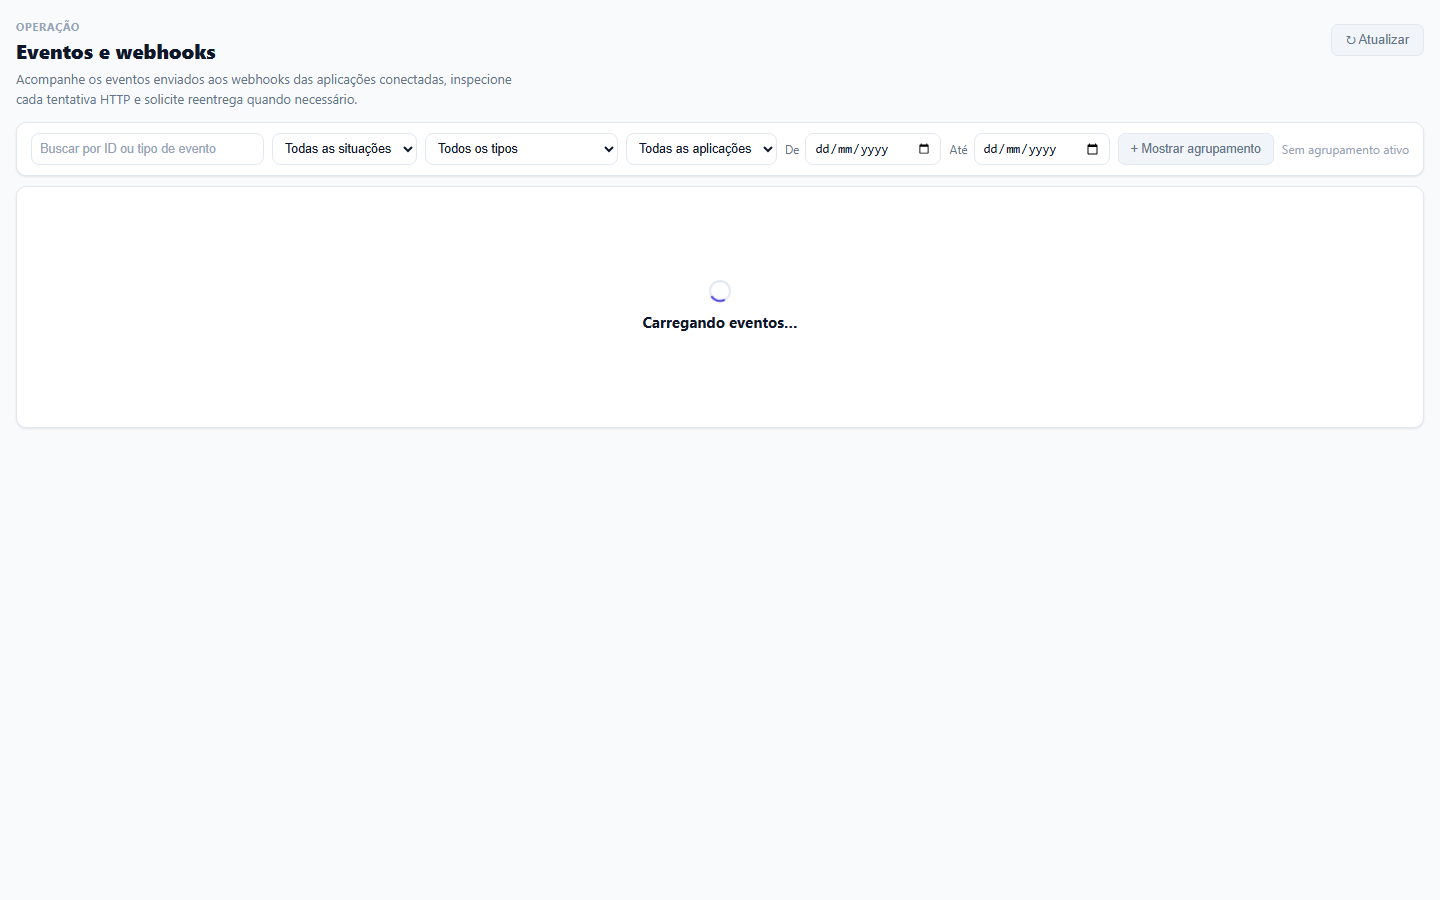 OPERAÇÃO
Eventos e webhooks
↻ Atualizar
Acompanhe os eventos enviados aos webhooks das aplicações conectadas, inspecione
cada tentativa HTTP e solicite reentrega quando necessário.
Buscar por ID ou tipo de evento Todas as situações Todos os tipos Todas as aplicações De dd/mm/yyyy Até dd/mm/yyyy + Mostrar agrupamento Sem agrupamento ativo
Carregando eventos...